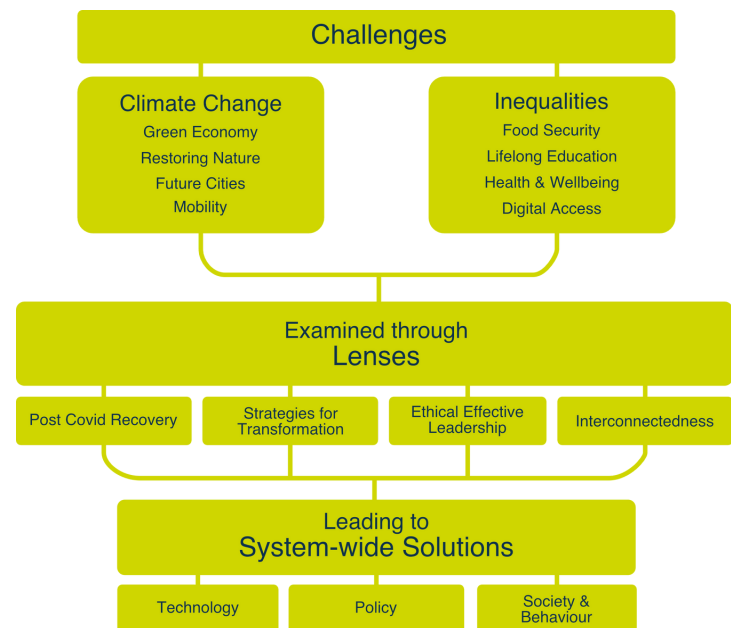 Challenges
Climate Change
Green Economy
Restoring Nature
Future Cities
Mobility
Inequalities
Food Security
Lifelong Education
Health & Wellbeing
Digital Access
Examined through
Lenses
Post Covid Recovery
Strategies for
Transformation
Ethical Effective
Leadership
Interconnectedness
Leading to
System-wide Solutions
Technology
Policy
Society &
Behaviour